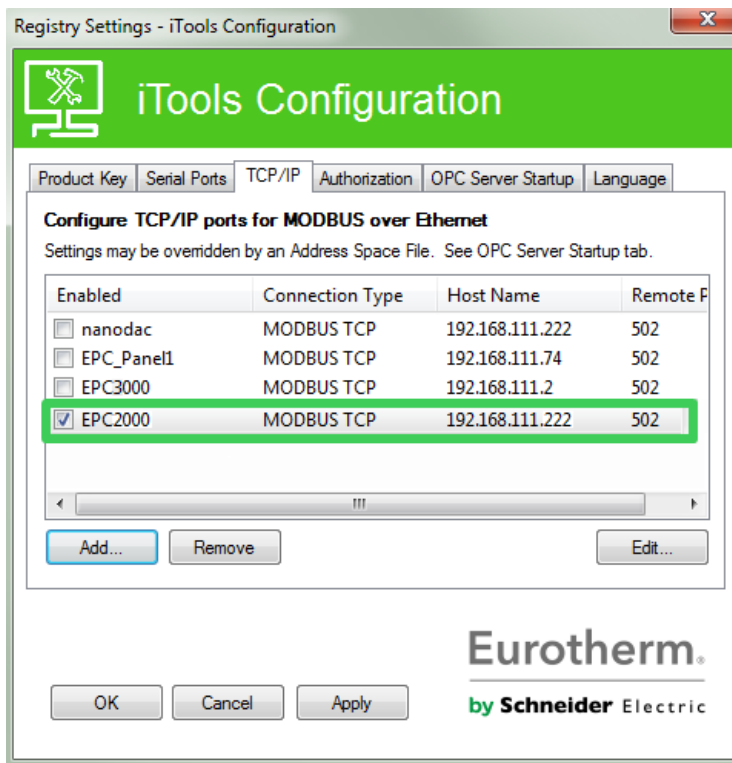 Registry Settings - iTools Configuration
iTools Configuration
Product Key Serial Ports TCP/IP Authorization OPC Server Startup Language
Configure TCP/IP ports for MODBUS over Ethernet
Settings may be overridden by an Address Space File. See OPC Server Startup tab.
Enabled Connection Type Host Name Remote P
nanodac MODBUS TCP 192.168.111.222 502
EPC_Panel1 MODBUS TCP 192.168.111.74 502
EPC3000 MODBUS TCP 192.168.111.2 502
EPC2000 MODBUS TCP 192.168.111.222 502
Add... Remove Edit...
Eurotherm.
OK Cancel Apply by Schneider Electric